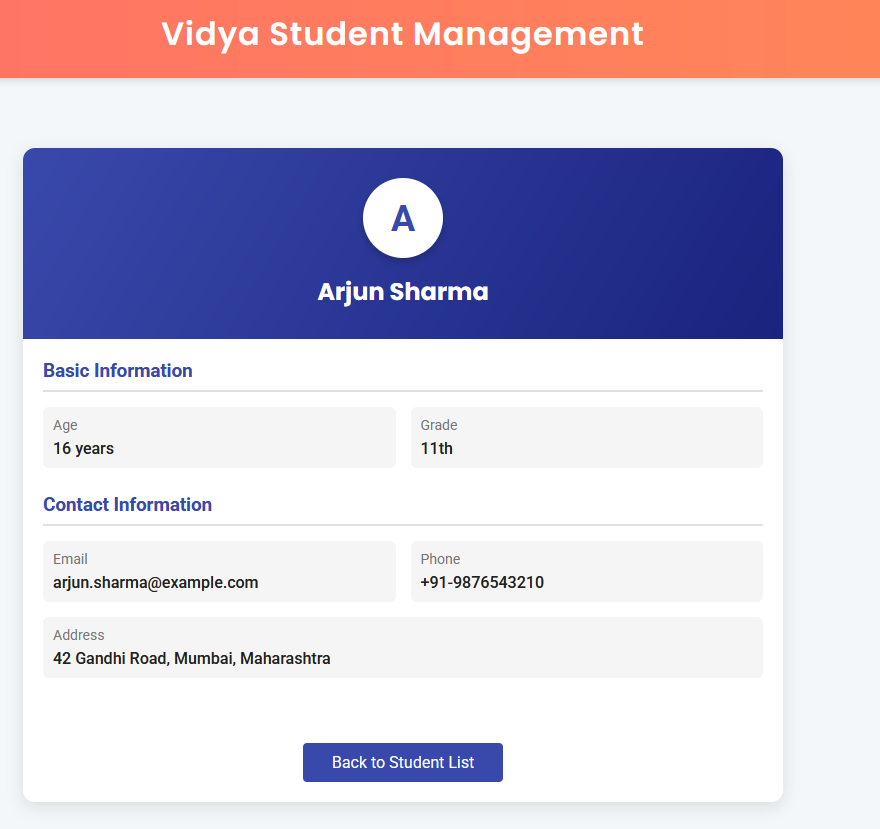 Vidya Student Management
A
Arjun Sharma
Basic Information
Age
16 years
Grade
11th
Contact Information
Email
arjun.sharma@example.com
Phone
+91-9876543210
Address
42 Gandhi Road, Mumbai, Maharashtra
Back to Student List